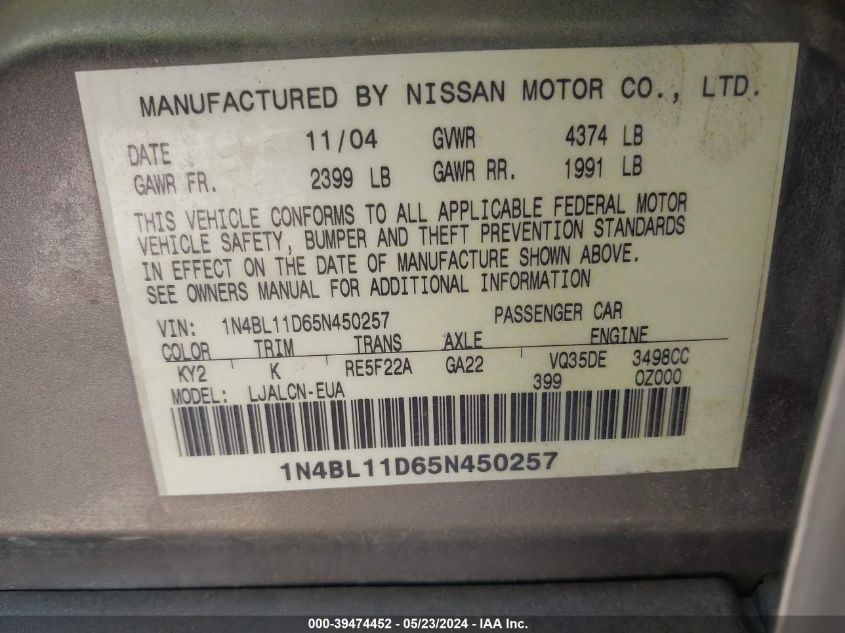 MANUFACTURED BY NISSAN MOTOR CO., LTD.
DATE 11/04 GVWR 4374 LB
GAWR FR. 2399 LB GAWR RR. 1991 LB
THIS VEHICLE CONFORMS TO ALL APPLICABLE FEDERAL MOTOR
VEHICLE SAFETY, BUMPER AND THEFT PREVENTION STANDARDS
IN EFFECT ON THE DATE OF MANUFACTURE SHOWN ABOVE.
SEE OWNERS MANUAL FOR ADDITIONAL INFORMATION
VIN: 1N4BL11D65N450257 PASSENGER CAR
COLOR TRIM TRANS AXLE ENGINE
KY2 K RE5F22A GA22 VQ35DE 3498CC
MODEL: LJALCN-EUA 399 0Z000
1N4BL11D65N450257
000-39474452 - 05/23/2024 - Copyright © 2024 IAA, Inc.